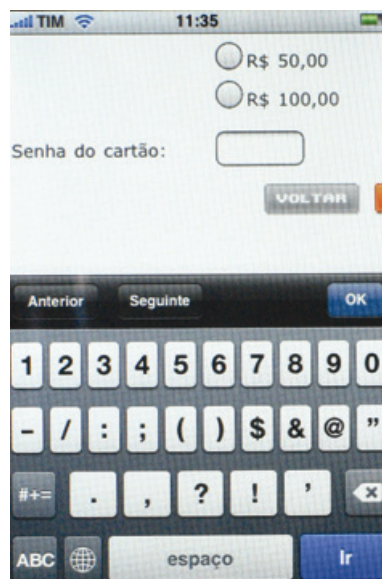 TIM 11:35
R$ 50,00
R$ 100,00
Senha do cartão:
VOLTAR
Anterior Seguinte OK
1 2 3 4 5 6 7 8 9 0
- / : ; ( ) $ & @ "
#+= . , ? ! '
ABC espaço Ir